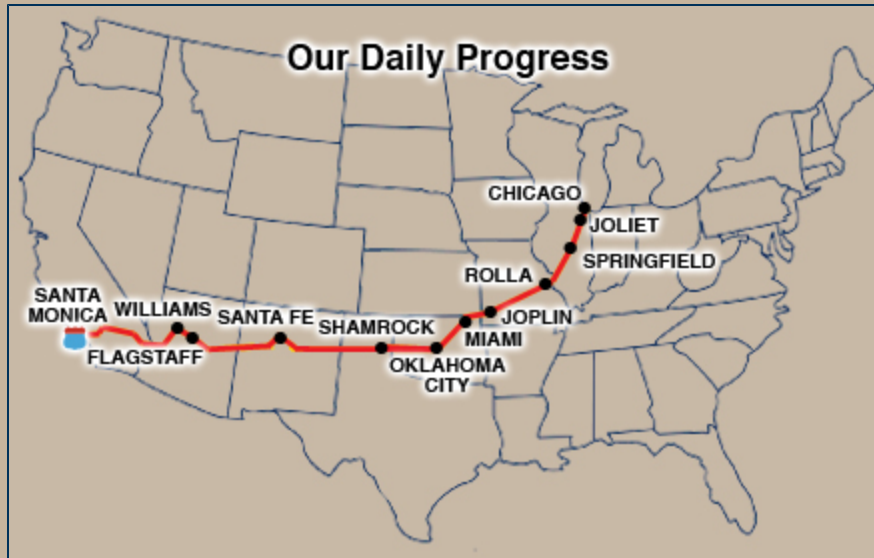 Our Daily Progress
CHICAGO
JOLIET
SPRINGFIELD
ROLLA
JOPLIN
MIAMI
OKLAHOMA
CITY
SHAMROCK
SANTA FE
FLAGSTAFF
WILLIAMS
SANTA
MONICA